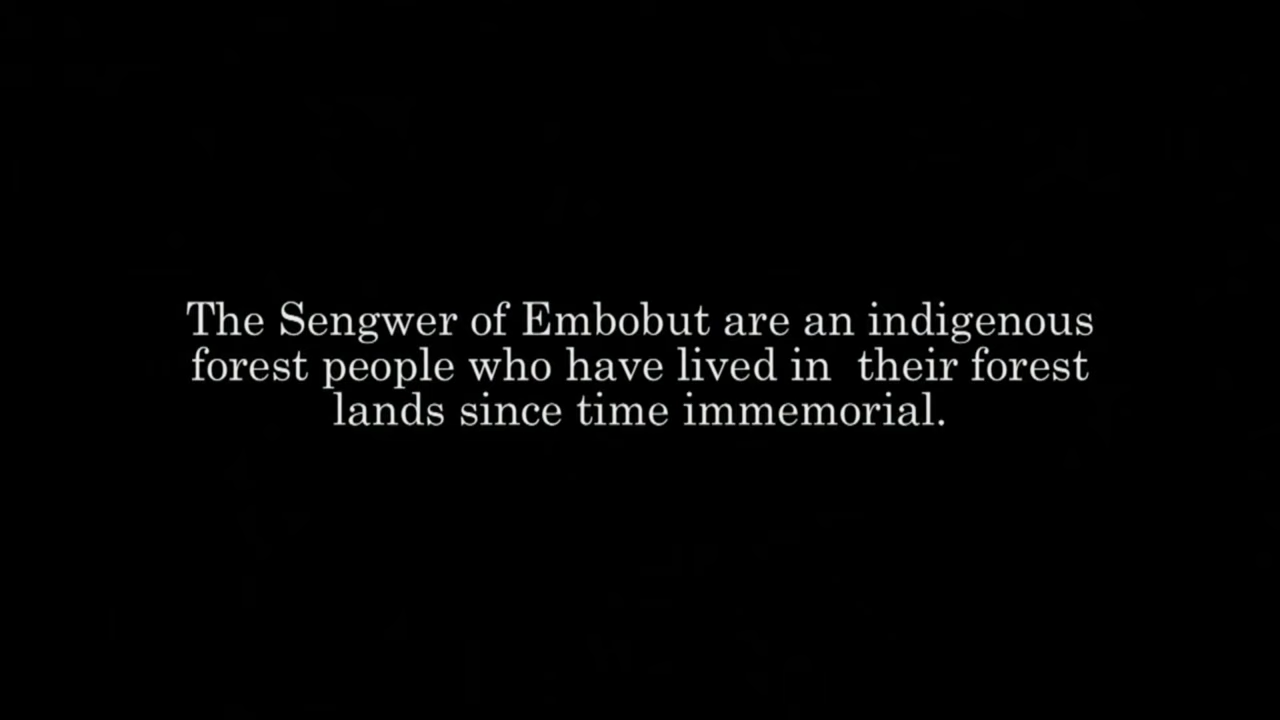 The Sengwer of Embobut are an indigenous
forest people who have lived in  their forest
lands since time immemorial.